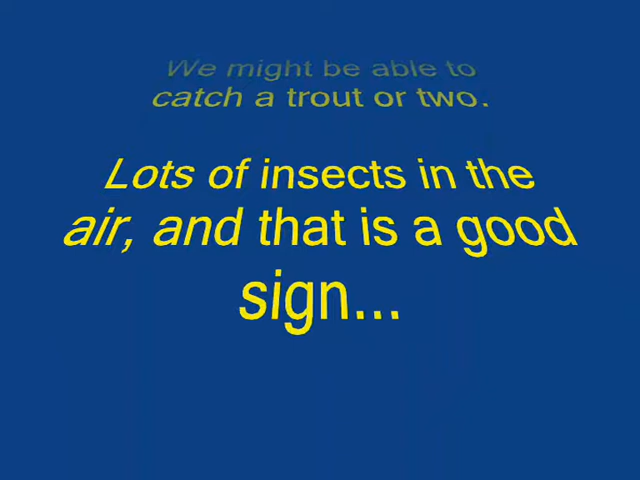 We might be able to
catch a trout or two.
Lots of insects in the
air, and that is a good
sign...